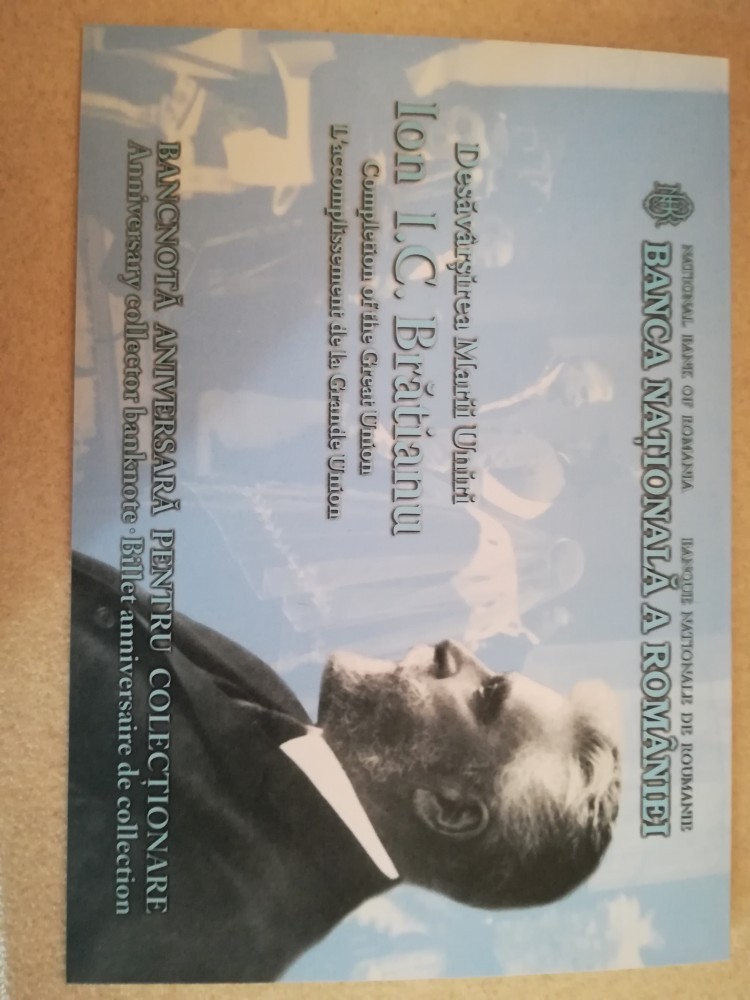 NATIONAL BANK OF ROMANIA BANQUE NATIONALE DE ROUMANIE
BANCA NAȚIONALĂ A ROMÂNIEI
Desăvârșirea Marii Uniri
Ion I.C. Brătianu
Completion of the Great Union
L'accomplissement de la Grande Union
BANCNOTĂ ANIVERSARĂ PENTRU COLECȚIONARE
Anniversary collector banknote · Billet anniversaire de collection